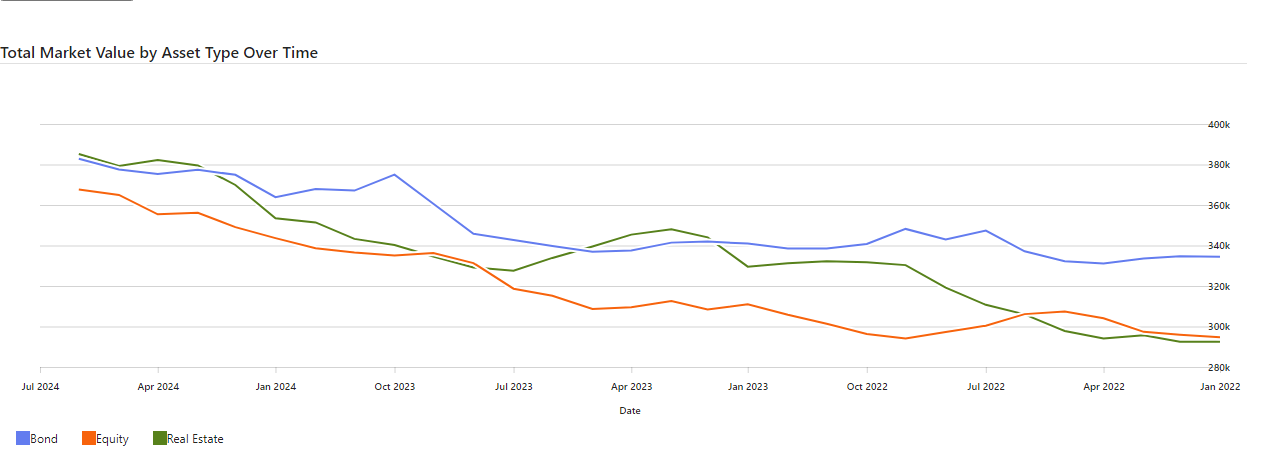 Total Market Value by Asset Type Over Time
400k
380k
360k
340k
320k
300k
280k
Jul 2024 Apr 2024 Jan 2024 Oct 2023 Jul 2023 Apr 2023 Jan 2023 Oct 2022 Jul 2022 Apr 2022 Jan 2022
Date
Bond Equity Real Estate